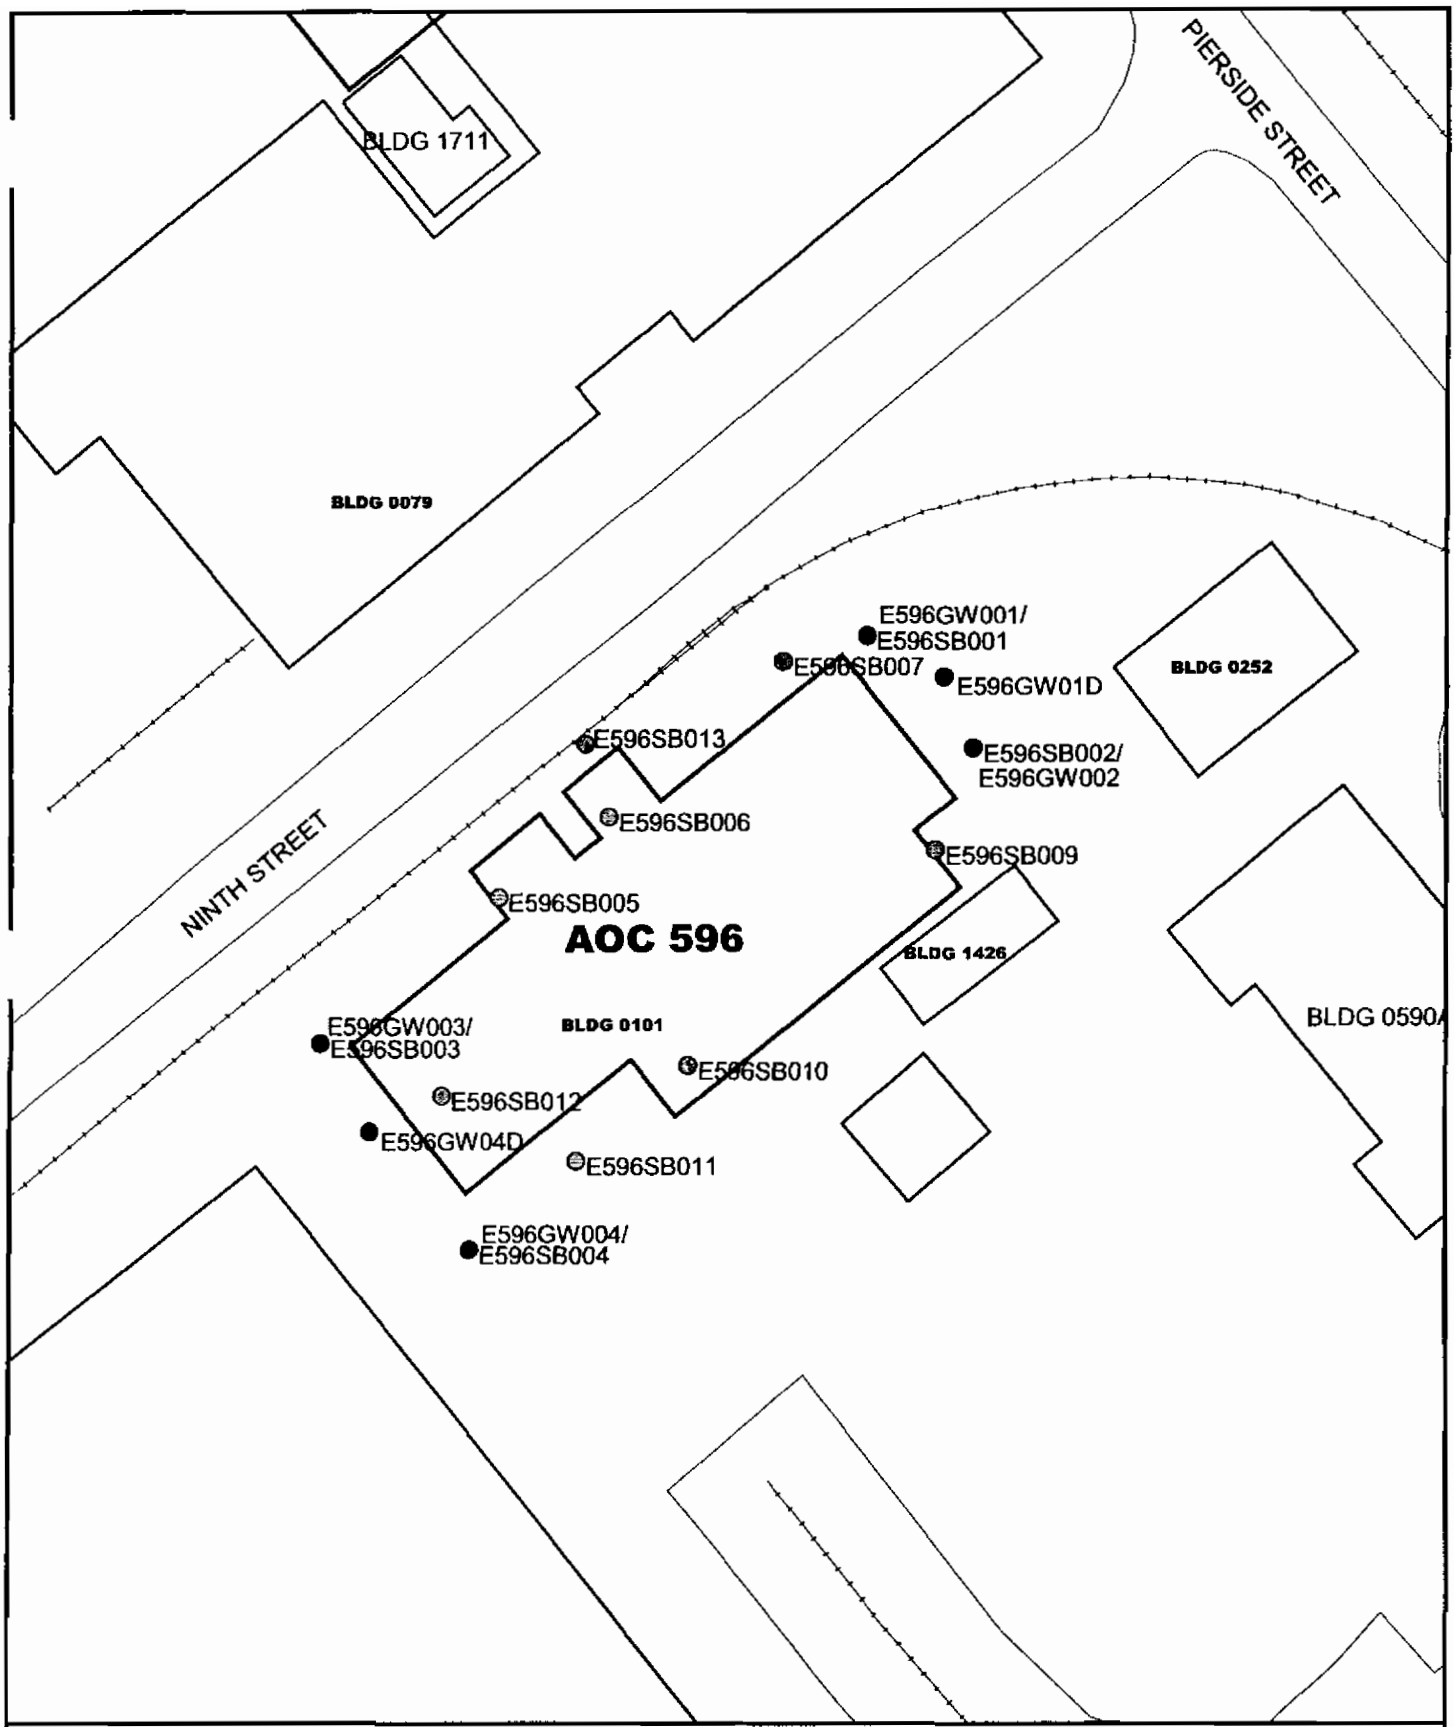 PIERSIDE STREET
BLDG 1711
BLDG 0079
E596GW001/
E596SB001
E596SB007
BLDG 0252
E596GW01D
E596SB013
E596SB002/
E596GW002
E596SB006
NINTH STREET
E596SB009
E596SB005
AOC 596
BLDG 1426
BLDG 0590A
E596GW003/
E596SB003
BLDG 0101
E596SB010
E596SB012
E596GW04D
E596SB011
E596GW004/
E596SB004